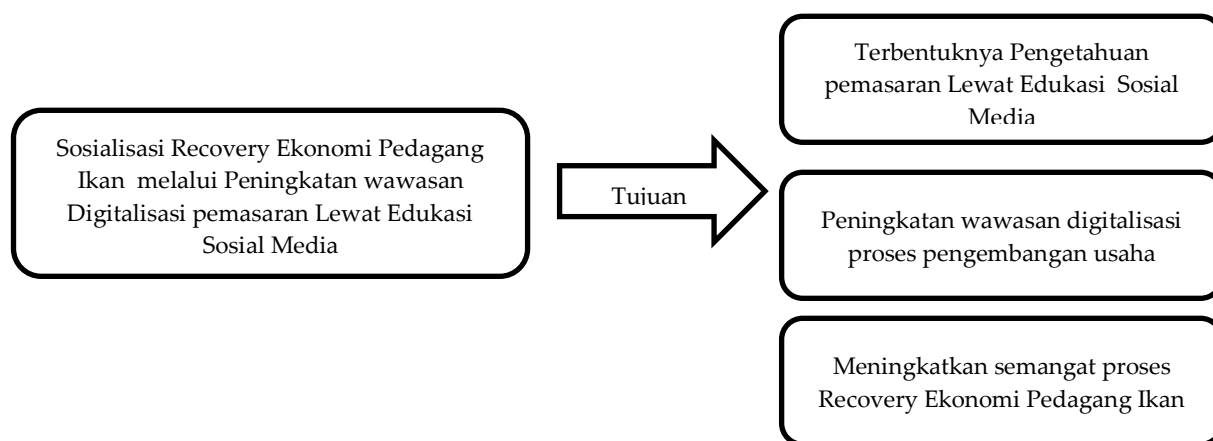 Sosialisasi Recovery Ekonomi Pedagang
Ikan melalui Peningkatan wawasan
Digitalisasi pemasaran Lewat Edukasi
Sosial Media
Tujuan
Terbentuknya Pengetahuan
pemasaran Lewat Edukasi Sosial
Media
Peningkatan wawasan digitalisasi
proses pengembangan usaha
Meningkatkan semangat proses
Recovery Ekonomi Pedagang Ikan